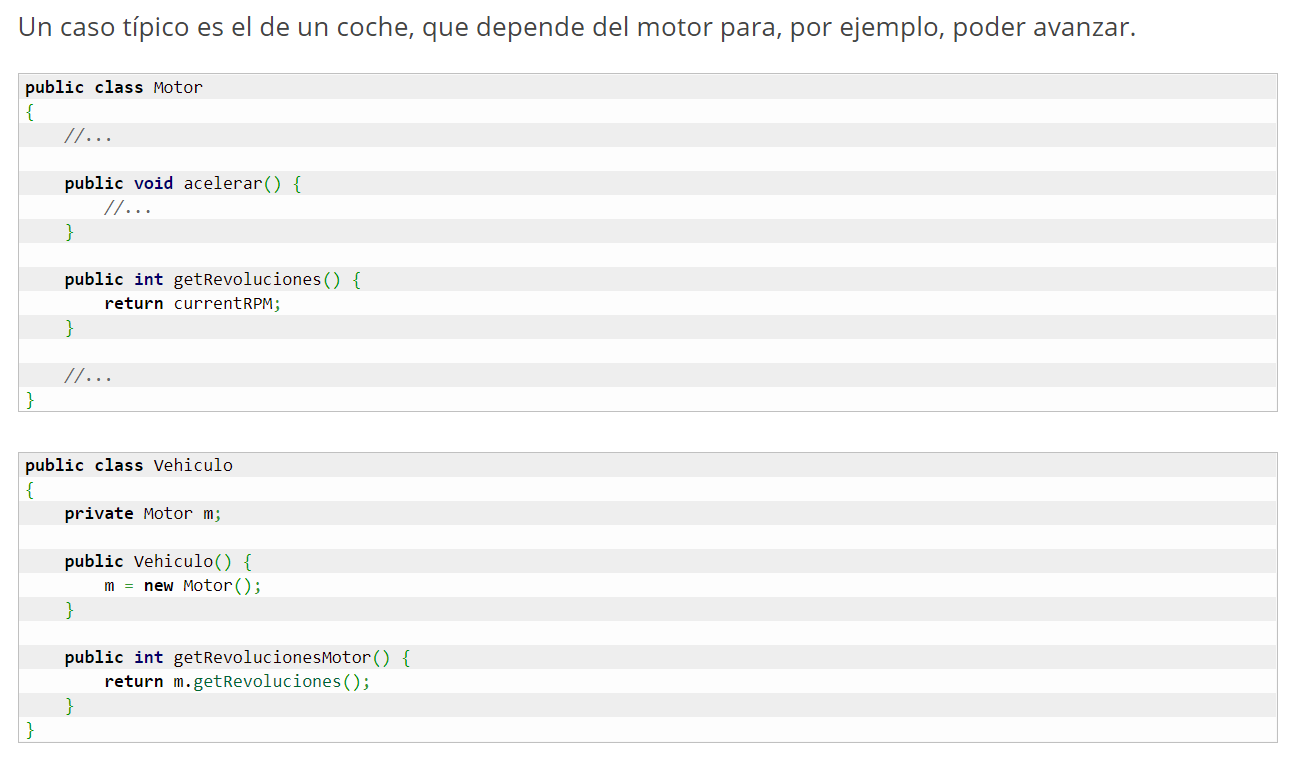 Un caso típico es el de un coche, que depende del motor para, por ejemplo, poder avanzar.
public class Motor
{
    //...
    public void acelerar() {
        //...
    }
    public int getRevoluciones() {
        return currentRPM;
    }
    //...
}
public class Vehiculo
{
    private Motor m;
    public Vehiculo() {
        m = new Motor();
    }
    public int getRevolucionesMotor() {
        return m.getRevoluciones();
    }
}